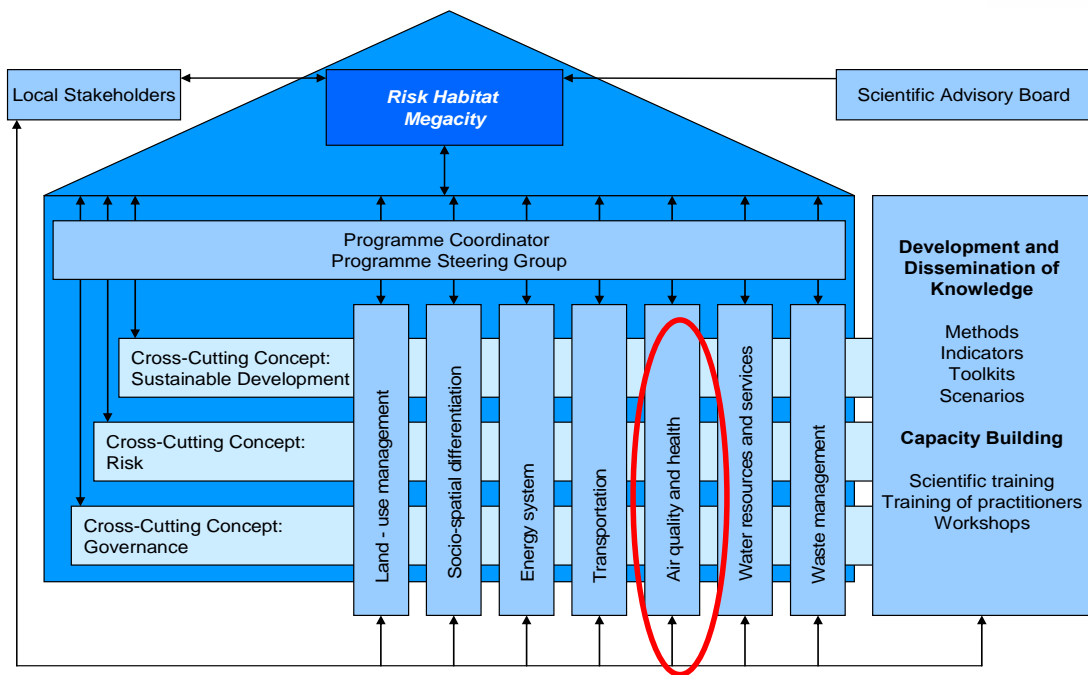 Local Stakeholders
Risk Habitat
Megacity
Scientific Advisory Board
Programme Coordinator
Programme Steering Group
Cross-Cutting Concept:
Sustainable Development
Cross-Cutting Concept:
Risk
Cross-Cutting Concept:
Governance
Land - use management
Socio-spatial differentiation
Energy system
Transportation
Air quality and health
Water resources and services
Waste management
Development and
Dissemination of
Knowledge
Methods
Indicators
Toolkits
Scenarios
Capacity Building
Scientific training
Training of practitioners
Workshops